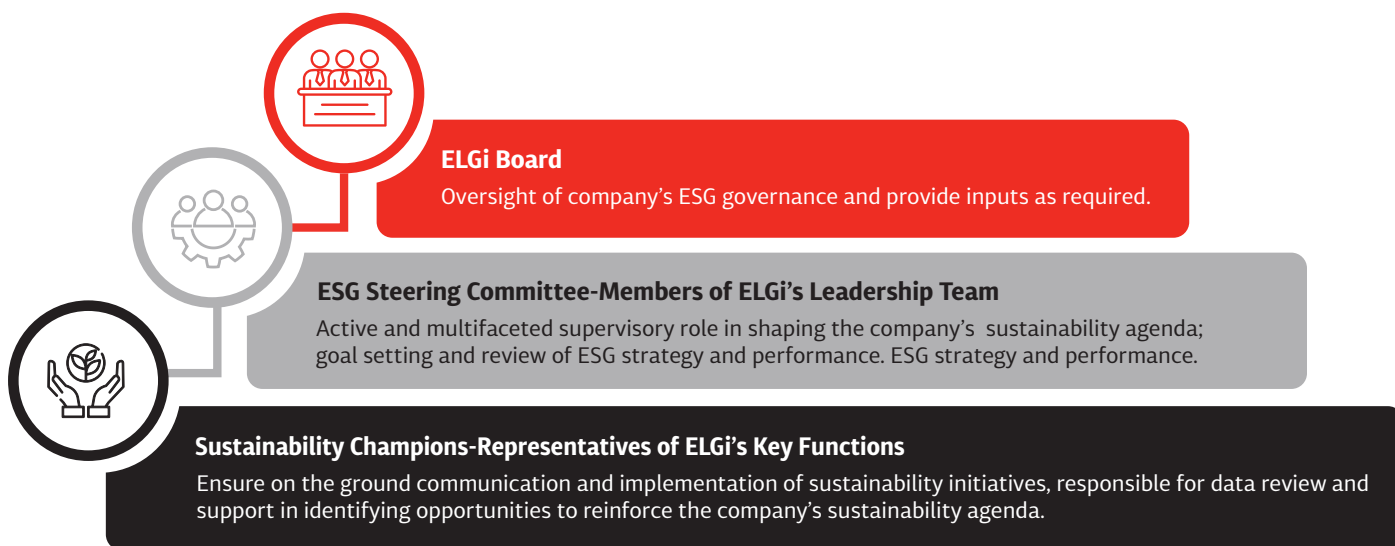 ELGi Board
Oversight of company's ESG governance and provide inputs as required.
ESG Steering Committee-Members of ELGi's Leadership Team
Active and multifaceted supervisory role in shaping the company's sustainability agenda;
goal setting and review of ESG strategy and performance. ESG strategy and performance.
Sustainability Champions-Representatives of ELGi's Key Functions
Ensure on the ground communication and implementation of sustainability initiatives, responsible for data review and
support in identifying opportunities to reinforce the company's sustainability agenda.